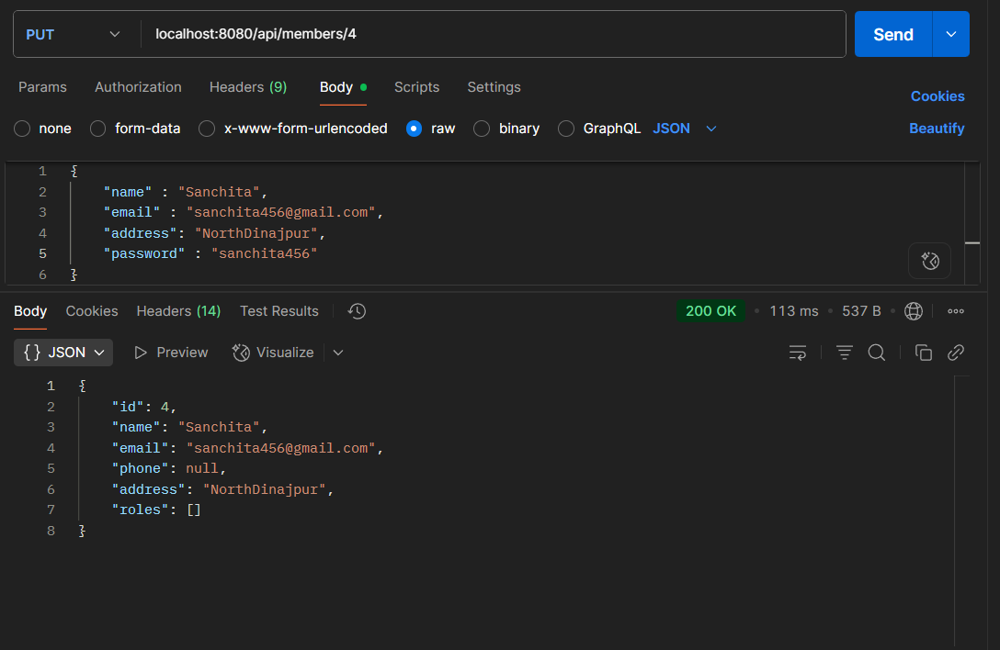 PUT localhost:8080/api/members/4 Send
Params Authorization Headers (9) Body Scripts Settings Cookies
none form-data x-www-form-urlencoded raw binary GraphQL JSON Beautify
1 {
2 "name" : "Sanchita",
3 "email" : "sanchita456@gmail.com",
4 "address": "NorthDinajpur",
5 "password" : "sanchita456"
6 }
Body Cookies Headers (14) Test Results 200 OK • 113 ms • 537 B •
{} JSON Preview Visualize
1 {
2 "id": 4,
3 "name": "Sanchita",
4 "email": "sanchita456@gmail.com",
5 "phone": null,
6 "address": "NorthDinajpur",
7 "roles": []
8 }